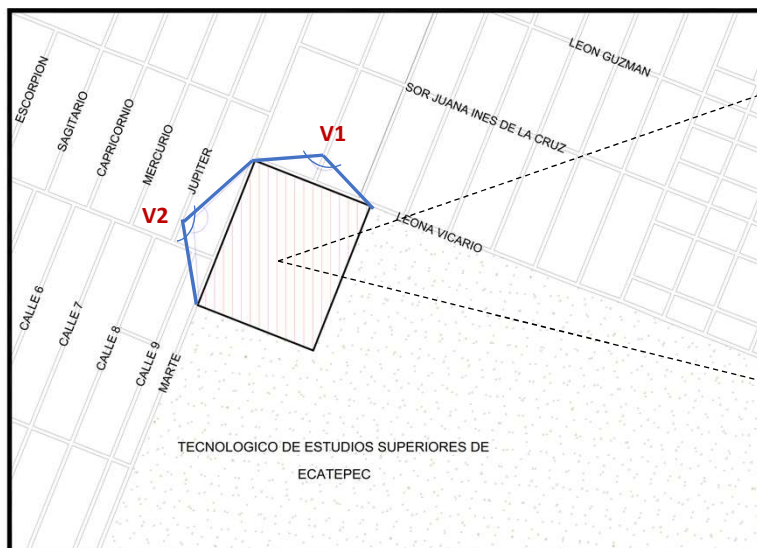 LEON GUZMAN
ESCORPION
SAGITARIO
CAPRICORNIO
MERCURIO
JUPITER
SOR JUANA INES DE LA CRUZ
V1
V2
LEONA VICARIO
CALLE 6
CALLE 7
CALLE 8
CALLE 9
MARTE
TECNOLOGICO DE ESTUDIOS SUPERIORES DE
ECATEPEC